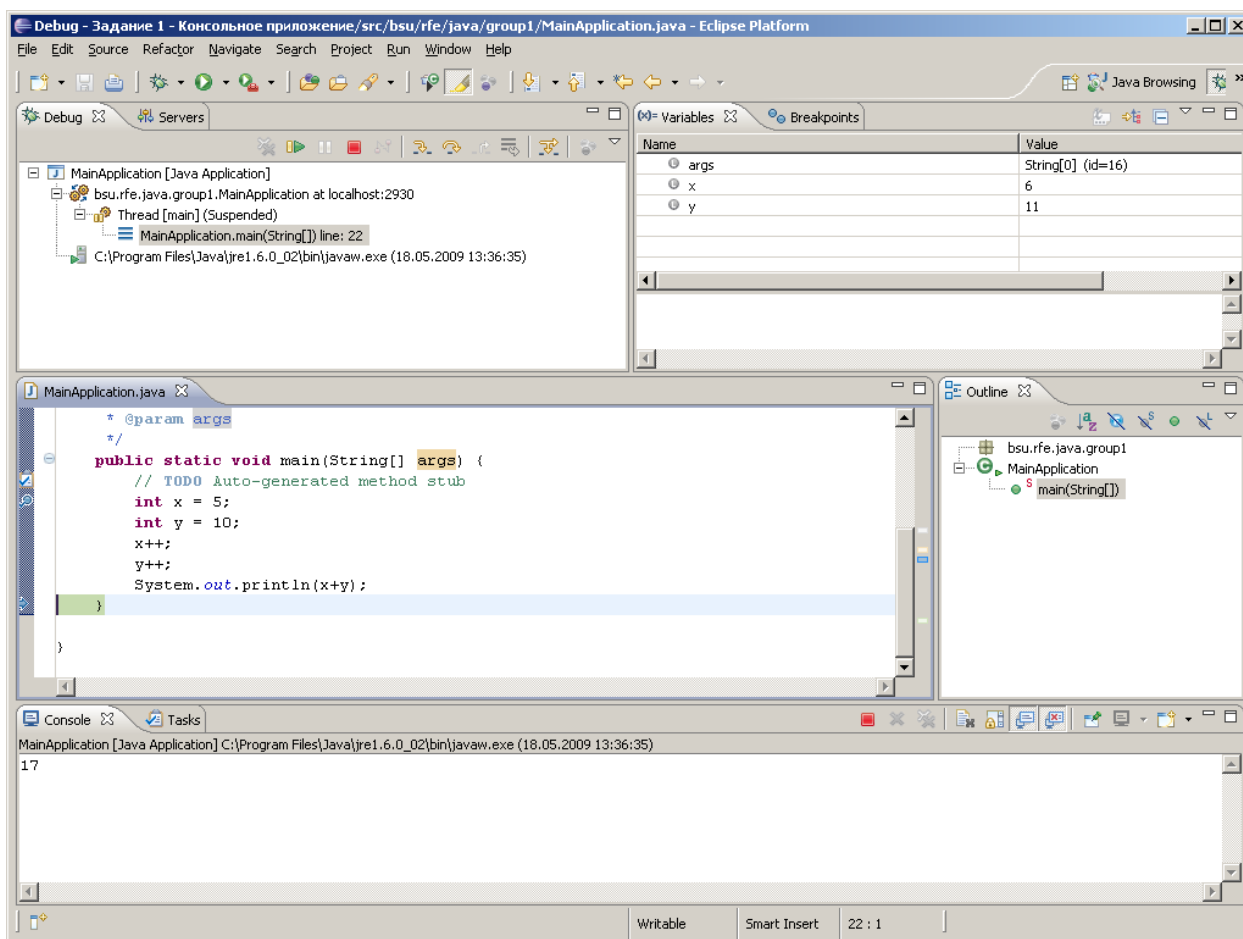 Debug - Задание 1 - Консольное приложение/src/bsu/rfe/java/group1/MainApplication.java - Eclipse Platform
File Edit Source Refactor Navigate Search Project Run Window Help
Java Browsing
Debug Servers
MainApplication [Java Application]
bsu.rfe.java.group1.MainApplication at localhost:2930
Thread [main] (Suspended)
MainApplication.main(String[]) line: 22
C:\Program Files\Java\jre1.6.0_02\bin\javaw.exe (18.05.2009 13:36:35)
(x)= Variables Breakpoints
Name Value
args String[0] (id=16)
x 6
y 11
MainApplication.java
* @param args
*/
public static void main(String[] args) {
// TODO Auto-generated method stub
int x = 5;
int y = 10;
x++;
y++;
System.out.println(x+y);
}
}
Outline
bsu.rfe.java.group1
MainApplication
main(String[])
Console Tasks
MainApplication [Java Application] C:\Program Files\Java\jre1.6.0_02\bin\javaw.exe (18.05.2009 13:36:35)
17
Writable Smart Insert 22 : 1